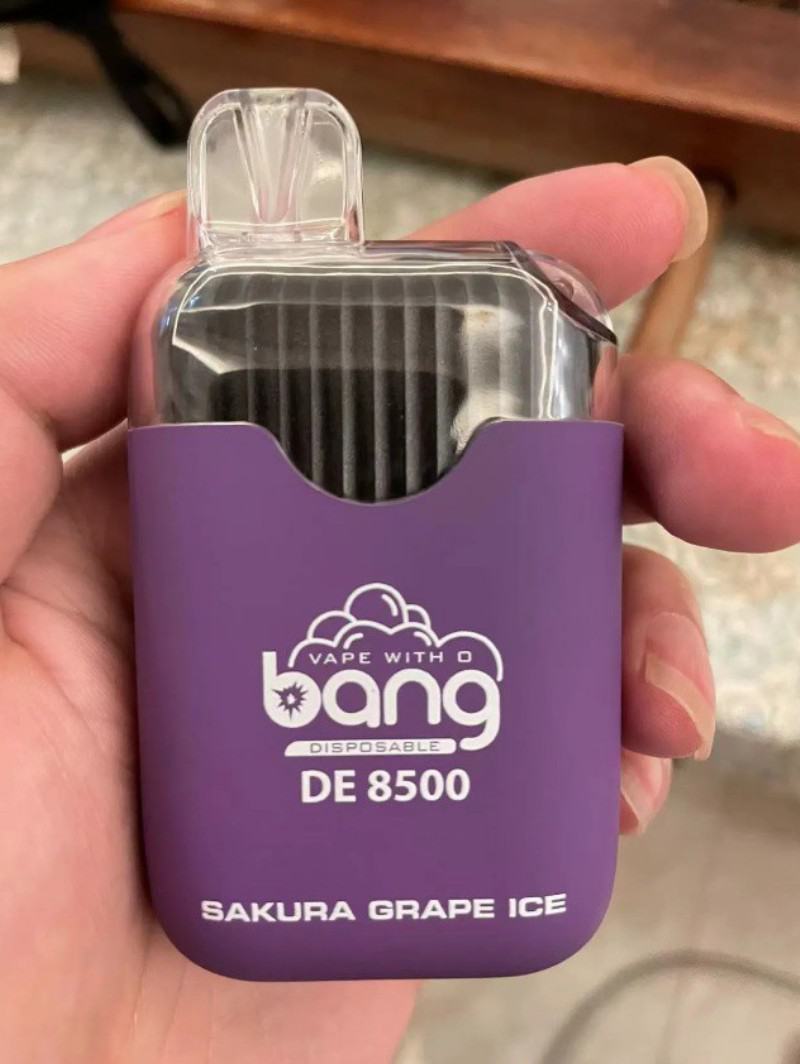 VAPE WITH O
bang
DISPOSABLE
DE 8500
SAKURA GRAPE ICE